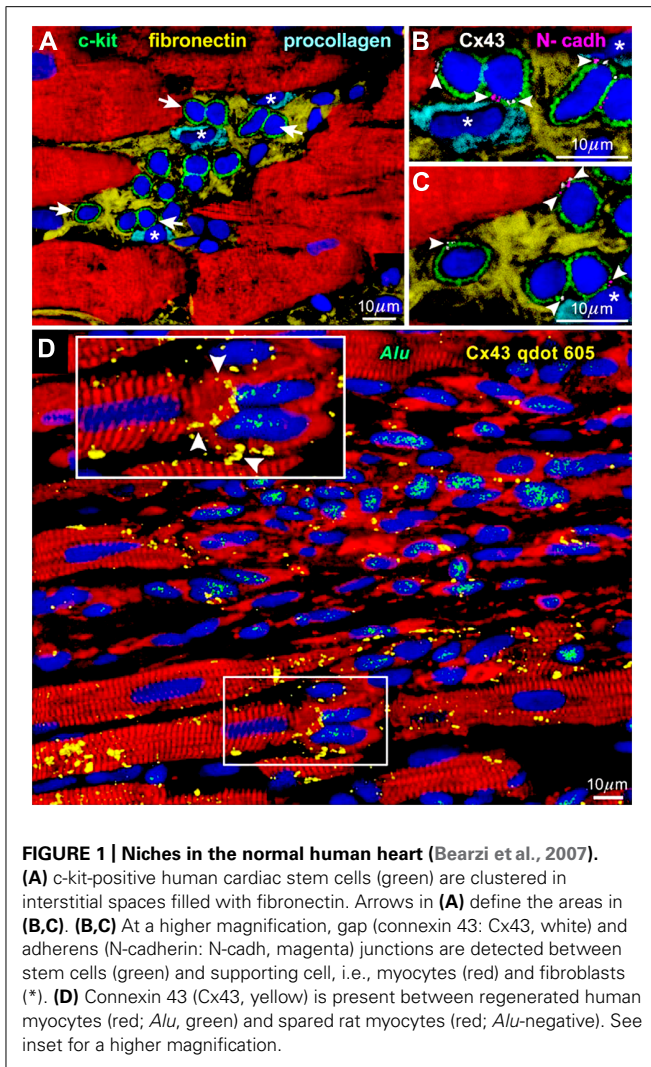 A
c-kit fibronectin procollagen
*
*
*
10μm
B
Cx43 N- cadh
*
*
10μm
C
*
10μm
D
Alu Cx43 qdot 605
10μm
FIGURE 1 | Niches in the normal human heart (Bearzi et al., 2007).
(A) c-kit-positive human cardiac stem cells (green) are clustered in
interstitial spaces filled with fibronectin. Arrows in (A) define the areas in
(B,C). (B,C) At a higher magnification, gap (connexin 43: Cx43, white) and
adherens (N-cadherin: N-cadh, magenta) junctions are detected between
stem cells (green) and supporting cell, i.e., myocytes (red) and fibroblasts
(*). (D) Connexin 43 (Cx43, yellow) is present between regenerated human
myocytes (red; Alu, green) and spared rat myocytes (red; Alu-negative). See
inset for a higher magnification.